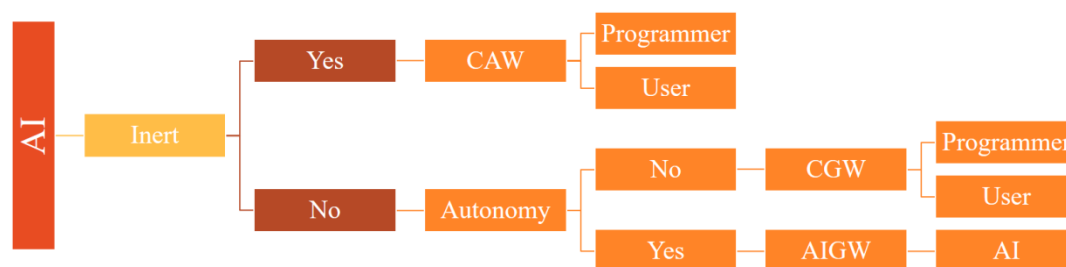 AI
Inert
Yes
CAW
Programmer
User
No
Autonomy
No
CGW
Programmer
User
Yes
AIGW
AI